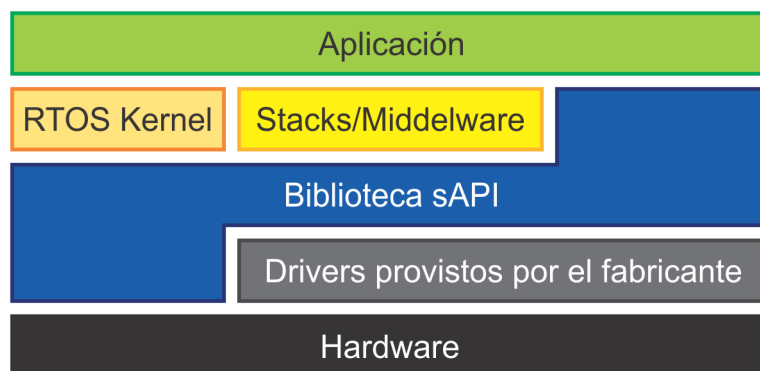 Aplicación
RTOS Kernel
Stacks/Middelware
Biblioteca sAPI
Drivers provistos por el fabricante
Hardware